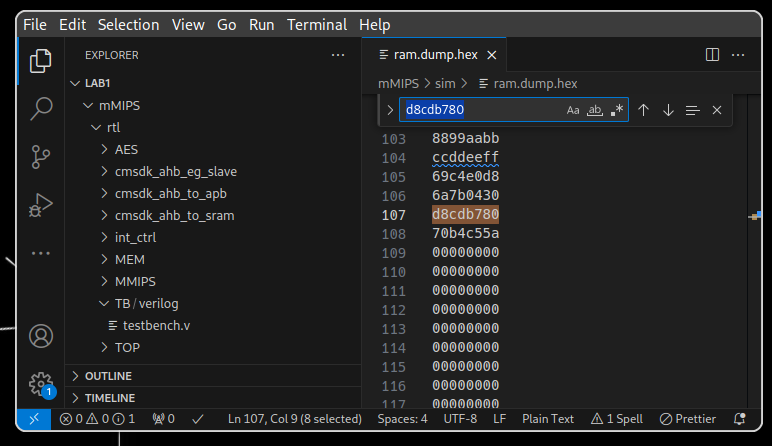 File Edit Selection View Go Run Terminal Help
EXPLORER ···
LAB1
mMIPS
rtl
AES
cmsdk_ahb_eg_slave
cmsdk_ahb_to_apb
cmsdk_ahb_to_sram
int_ctrl
MEM
MMIPS
TB / verilog
testbench.v
TOP
OUTLINE
TIMELINE
1
ram.dump.hex
mMIPS > sim > ram.dump.hex
d8cdb780 Aa ab .*
103 8899aabb
104 ccddeeff
105 69c4e0d8
106 6a7b0430
107 d8cdb780
108 70b4c55a
109 00000000
110 00000000
111 00000000
112 00000000
113 00000000
114 00000000
115 00000000
116 00000000
117 00000000
0 0 1 0 Ln 107, Col 9 (8 selected) Spaces: 4 UTF-8 LF Plain Text 1 Spell Prettier